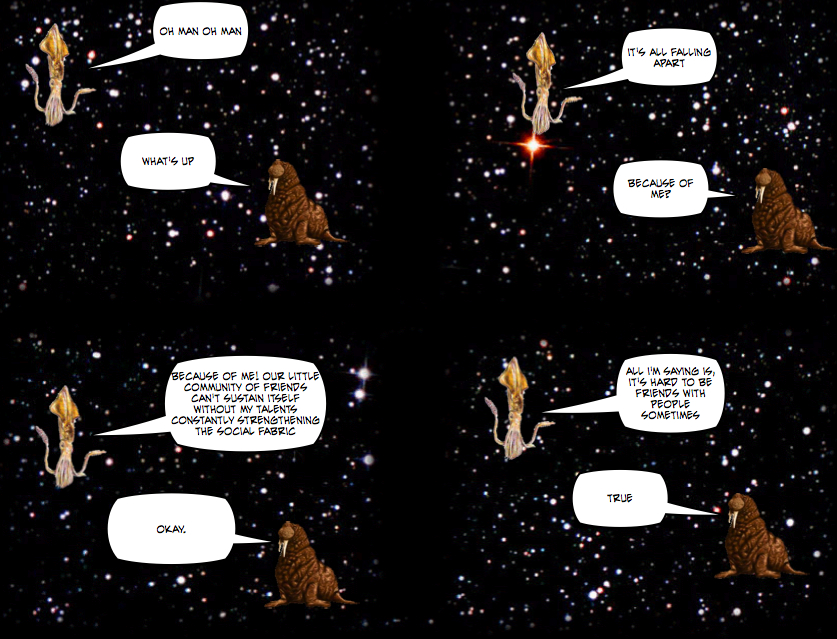 OH MAN OH MAN
WHAT'S UP
IT'S ALL FALLING
APART
BECAUSE OF
ME?
BECAUSE OF ME! OUR LITTLE
COMMUNITY OF FRIENDS
CAN'T SUSTAIN ITSELF
WITHOUT MY TALENTS
CONSTANTLY STRENGTHENING
THE SOCIAL FABRIC
OKAY.
ALL I'M SAYING IS,
IT'S HARD TO BE
FRIENDS WITH
PEOPLE
SOMETIMES
TRUE